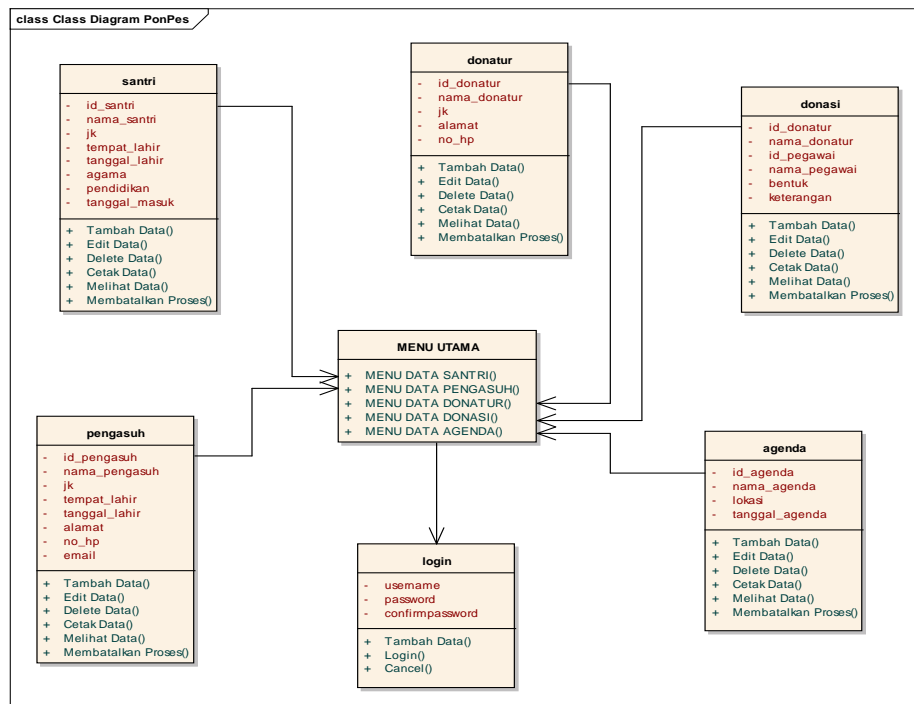 class Class Diagram PonPes
santri
- id_santri
- nama_santri
- jk
- tempat_lahir
- tanggal_lahir
- agama
- pendidikan
- tanggal_masuk
+ Tambah Data()
+ Edit Data()
+ Delete Data()
+ Cetak Data()
+ Melihat Data()
+ Membatalkan Proses()
donatur
- id_donatur
- nama_donatur
- jk
- alamat
- no_hp
+ Tambah Data()
+ Edit Data()
+ Delete Data()
+ Cetak Data()
+ Melihat Data()
+ Membatalkan Proses()
donasi
- id_donatur
- nama_donatur
- id_pegawai
- nama_pegawai
- bentuk
- keterangan
+ Tambah Data()
+ Edit Data()
+ Delete Data()
+ Cetak Data()
+ Melihat Data()
+ Membatalkan Proses()
MENU UTAMA
+ MENU DATA SANTRI()
+ MENU DATA PENGASUH()
+ MENU DATA DONATUR()
+ MENU DATA DONASI()
+ MENU DATA AGENDA()
pengasuh
- id_pengasuh
- nama_pengasuh
- jk
- tempat_lahir
- tanggal_lahir
- alamat
- no_hp
- email
+ Tambah Data()
+ Edit Data()
+ Delete Data()
+ Cetak Data()
+ Melihat Data()
+ Membatalkan Proses()
login
- username
- password
- confirmpassword
+ Tambah Data()
+ Login()
+ Cancel()
agenda
- id_agenda
- nama_agenda
- lokasi
- tanggal_agenda
+ Tambah Data()
+ Edit Data()
+ Delete Data()
+ Cetak Data()
+ Melihat Data()
+ Membatalkan Proses()